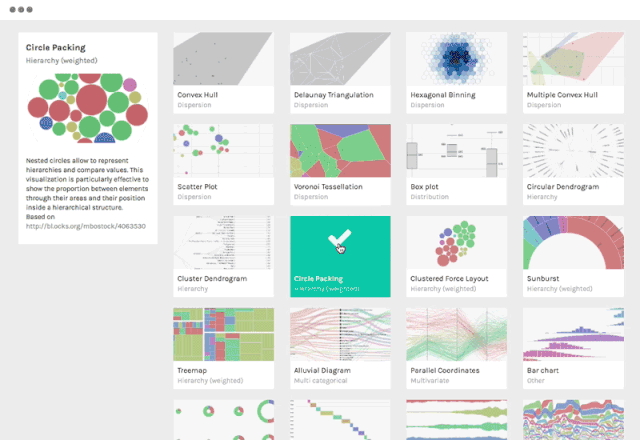 Circle Packing
Hierarchy (weighted)
Nested circles allow to represent
hierarchies and compare values. This
visualization is particularly effective to
show the proportion between elements
through their areas and their position
inside a hierarchical structure.
Based on
http://blocks.org/mbostock/4063530
Convex Hull
Dispersion
Delaunay Triangulation
Dispersion
Hexagonal Binning
Dispersion
Multiple Convex Hull
Dispersion
Scatter Plot
Dispersion
Voronoi Tessellation
Dispersion
Box plot
Distribution
Circular Dendrogram
Hierarchy
Cluster Dendrogram
Hierarchy
Circle Packing
Hierarchy (weighted)
Clustered Force Layout
Hierarchy (weighted)
Sunburst
Hierarchy (weighted)
Treemap
Hierarchy (weighted)
Alluvial Diagram
Multi categorical
Parallel Coordinates
Multivariate
Bar chart
Other